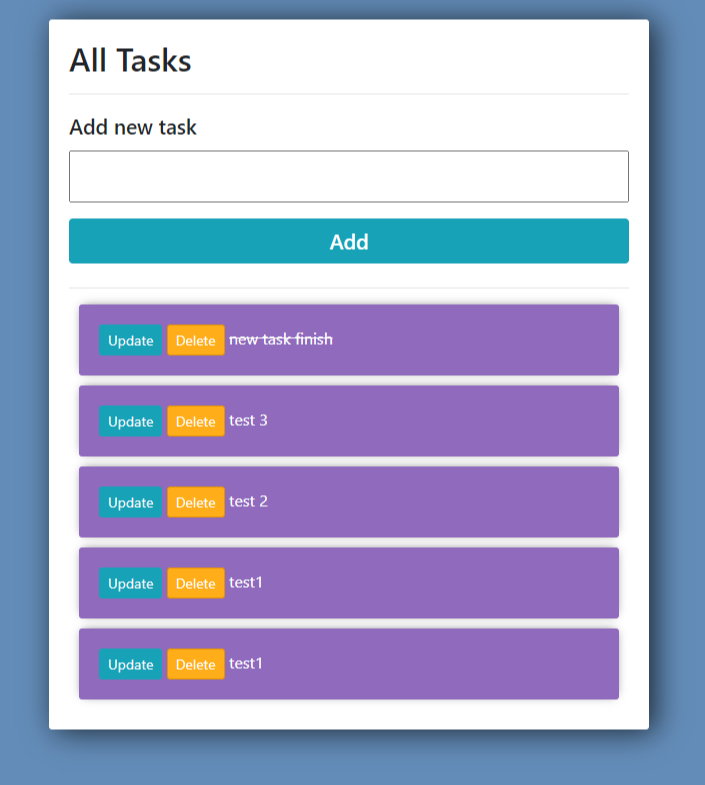 All Tasks
Add new task
Add
Update Delete new task finish
Update Delete test 3
Update Delete test 2
Update Delete test1
Update Delete test1